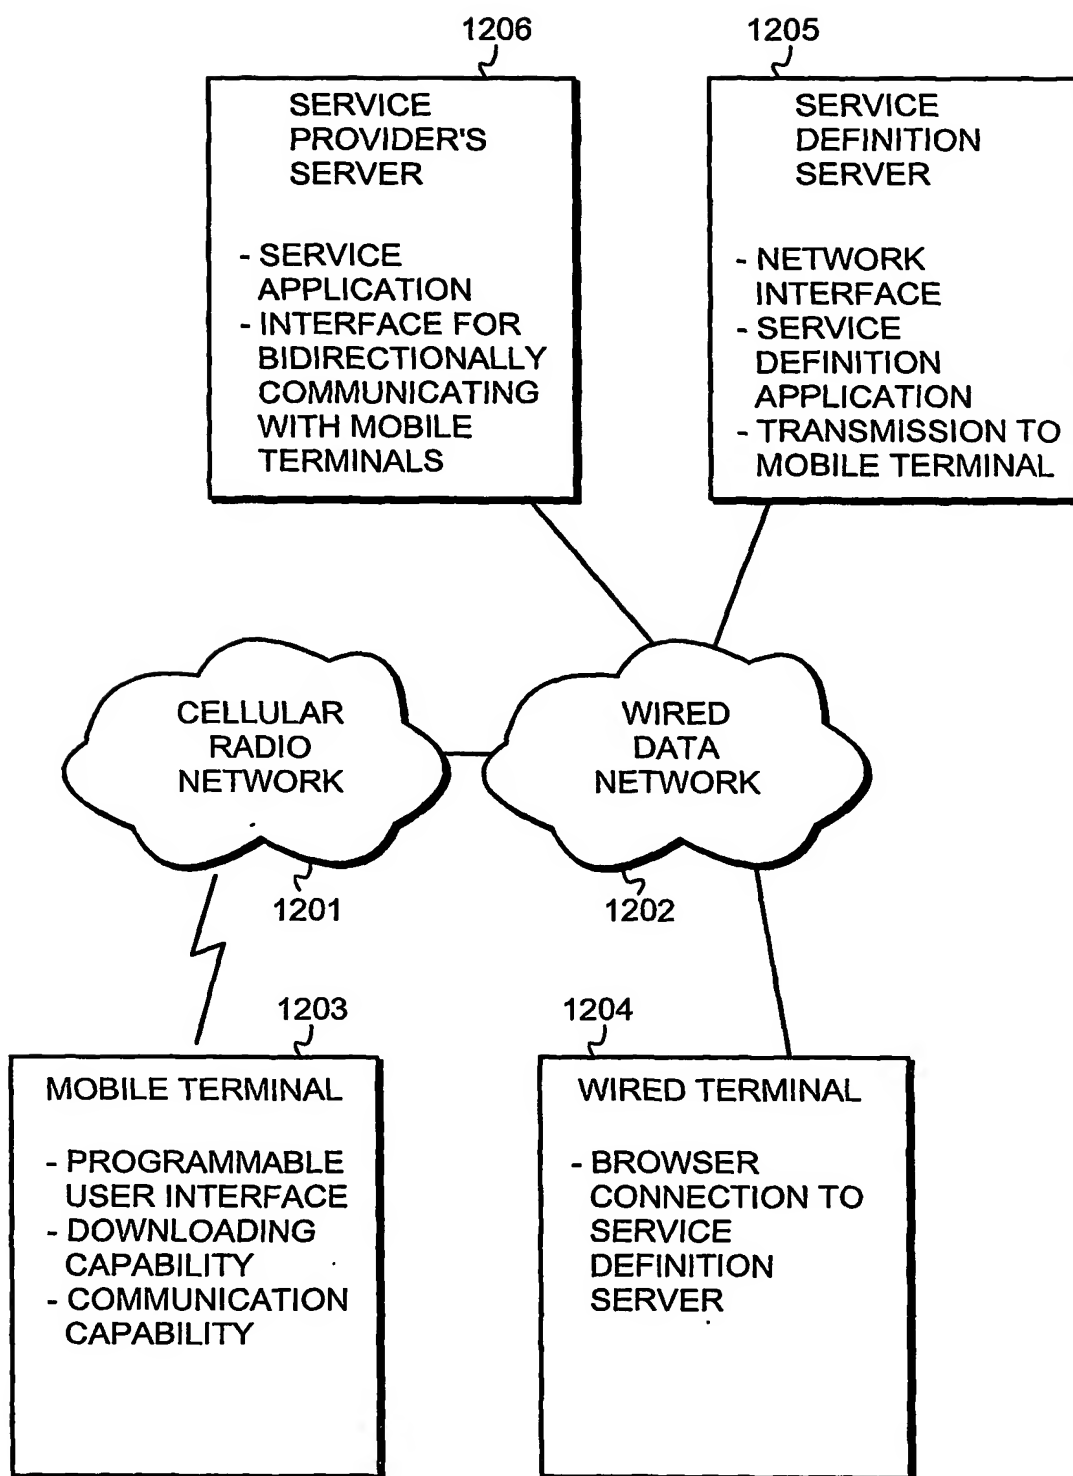 1206
SERVICE
PROVIDER'S
SERVER
- SERVICE
APPLICATION
- INTERFACE FOR
BIDIRECTIONALLY
COMMUNICATING
WITH MOBILE
TERMINALS
1205
SERVICE
DEFINITION
SERVER
- NETWORK
INTERFACE
- SERVICE
DEFINITION
APPLICATION
- TRANSMISSION TO
MOBILE TERMINAL
CELLULAR
RADIO
NETWORK
1201
WIRED
DATA
NETWORK
1202
1203
MOBILE TERMINAL
- PROGRAMMABLE
USER INTERFACE
- DOWNLOADING
CAPABILITY
- COMMUNICATION
CAPABILITY
1204
WIRED TERMINAL
- BROWSER
CONNECTION TO
SERVICE
DEFINITION
SERVER